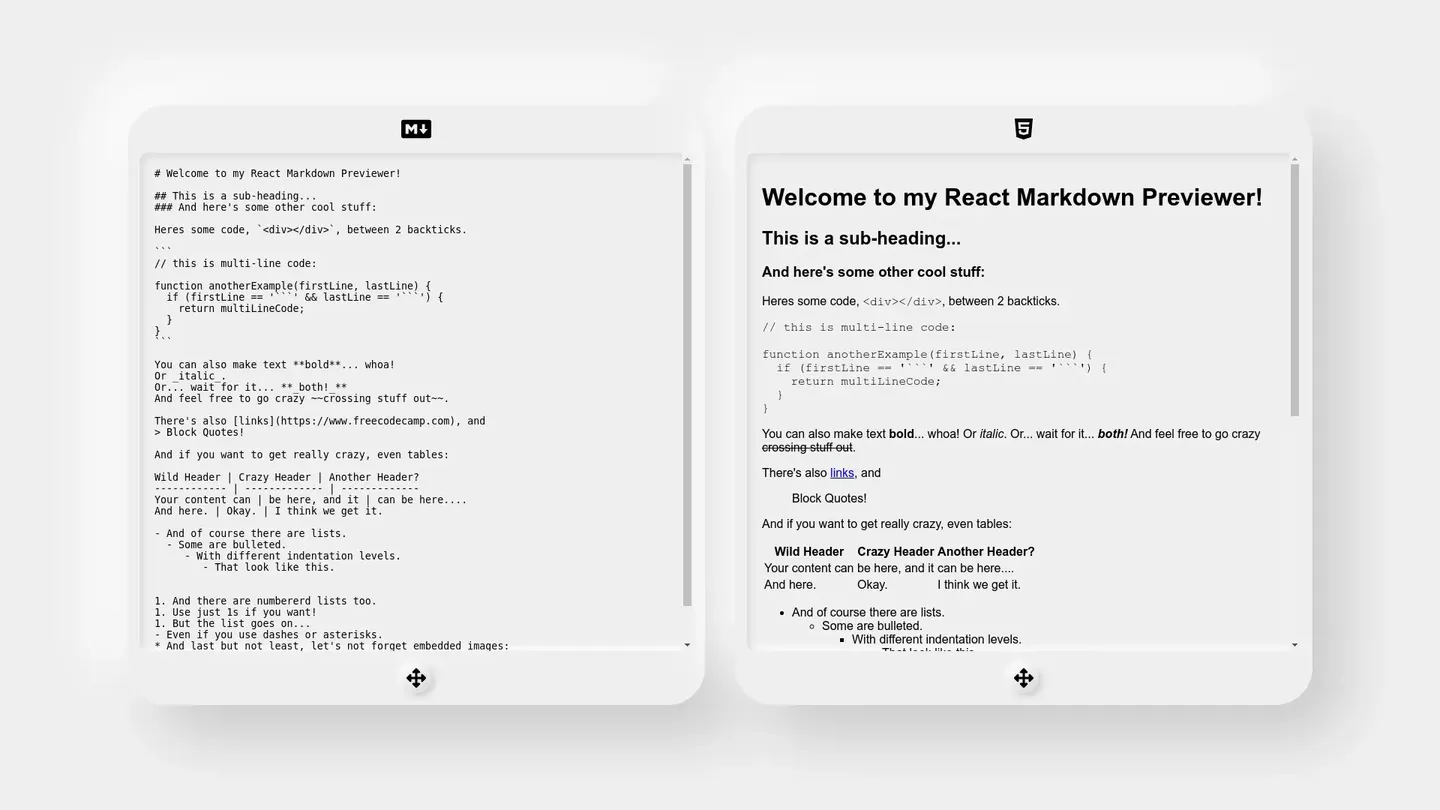 M
# Welcome to my React Markdown Previewer!
## This is a sub-heading...
### And here's some other cool stuff:
Heres some code, `<div></div>`, between 2 backticks.
```
// this is multi-line code:
function anotherExample(firstLine, lastLine) {
  if (firstLine == '```' && lastLine == '```') {
    return multiLineCode;
  }
}
```
You can also make text **bold**... whoa!
Or _italic_.
Or... wait for it... **_both!_**
And feel free to go crazy ~~crossing stuff out~~.
There's also [links](https://www.freecodecamp.com), and
> Block Quotes!
And if you want to get really crazy, even tables:
Wild Header | Crazy Header | Another Header?
------------ | ------------- | -------------
Your content can | be here, and it | can be here....
And here. | Okay. | I think we get it.
- And of course there are lists.
  - Some are bulleted.
     - With different indentation levels.
        - That look like this.
1. And there are numbererd lists too.
1. Use just 1s if you want!
1. But the list goes on...
- Even if you use dashes or asterisks.
* And last but not least, let's not forget embedded images:
5
Welcome to my React Markdown Previewer!
This is a sub-heading...
And here's some other cool stuff:
Heres some code, <div></div>, between 2 backticks.
// this is multi-line code:
function anotherExample(firstLine, lastLine) {
  if (firstLine == '```' && lastLine == '```') {
    return multiLineCode;
  }
}
You can also make text bold... whoa! Or italic. Or... wait for it... both! And feel free to go crazy
crossing stuff out.
There's also links, and
Block Quotes!
And if you want to get really crazy, even tables:
Wild Header Crazy Header Another Header?
Your content can be here, and it can be here....
And here. Okay. I think we get it.
And of course there are lists.
Some are bulleted.
With different indentation levels.
That look like this.